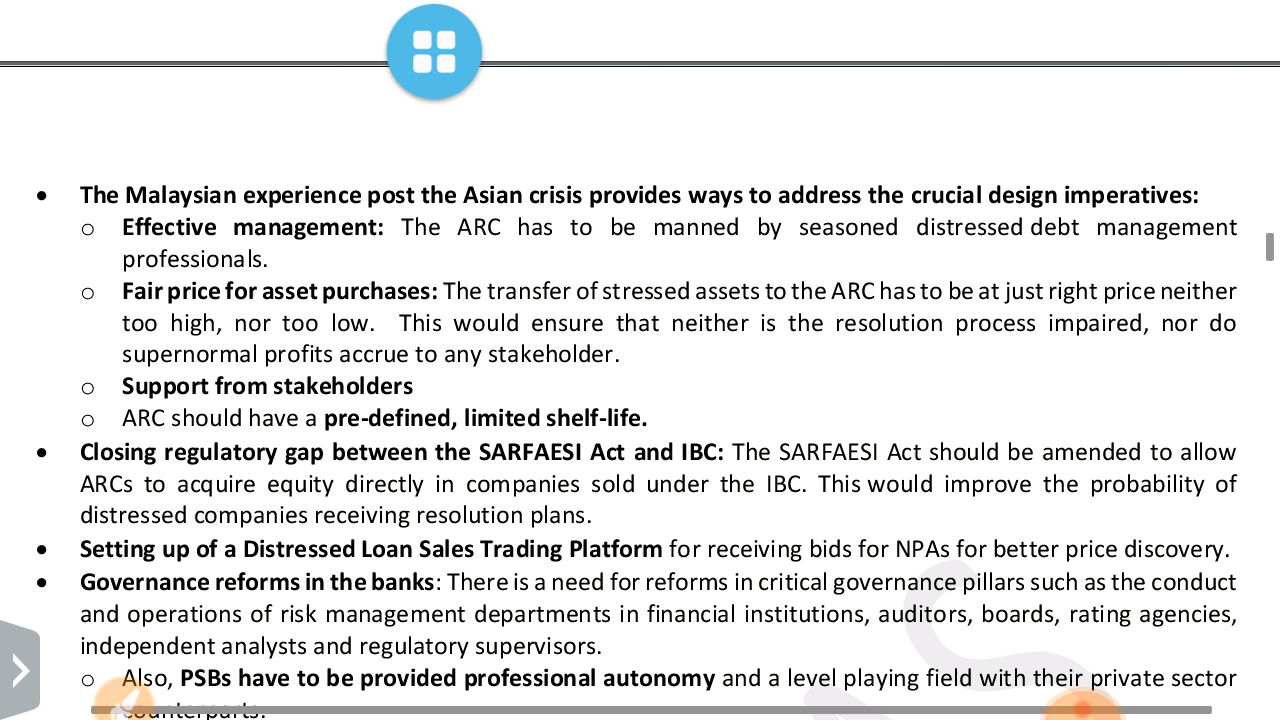 • The Malaysian experience post the Asian crisis provides ways to address the crucial design imperatives:
o Effective management: The ARC has to be manned by seasoned distressed debt management
professionals.
o Fair price for asset purchases: The transfer of stressed assets to the ARC has to be at just right price neither
too high, nor too low. This would ensure that neither is the resolution process impaired, nor do
supernormal profits accrue to any stakeholder.
o Support from stakeholders
o ARC should have a pre-defined, limited shelf-life.
• Closing regulatory gap between the SARFAESI Act and IBC: The SARFAESI Act should be amended to allow
ARCs to acquire equity directly in companies sold under the IBC. This would improve the probability of
distressed companies receiving resolution plans.
• Setting up of a Distressed Loan Sales Trading Platform for receiving bids for NPAs for better price discovery.
• Governance reforms in the banks: There is a need for reforms in critical governance pillars such as the conduct
and operations of risk management departments in financial institutions, auditors, boards, rating agencies,
independent analysts and regulatory supervisors.
o Also, PSBs have to be provided professional autonomy and a level playing field with their private sector
counterparts.